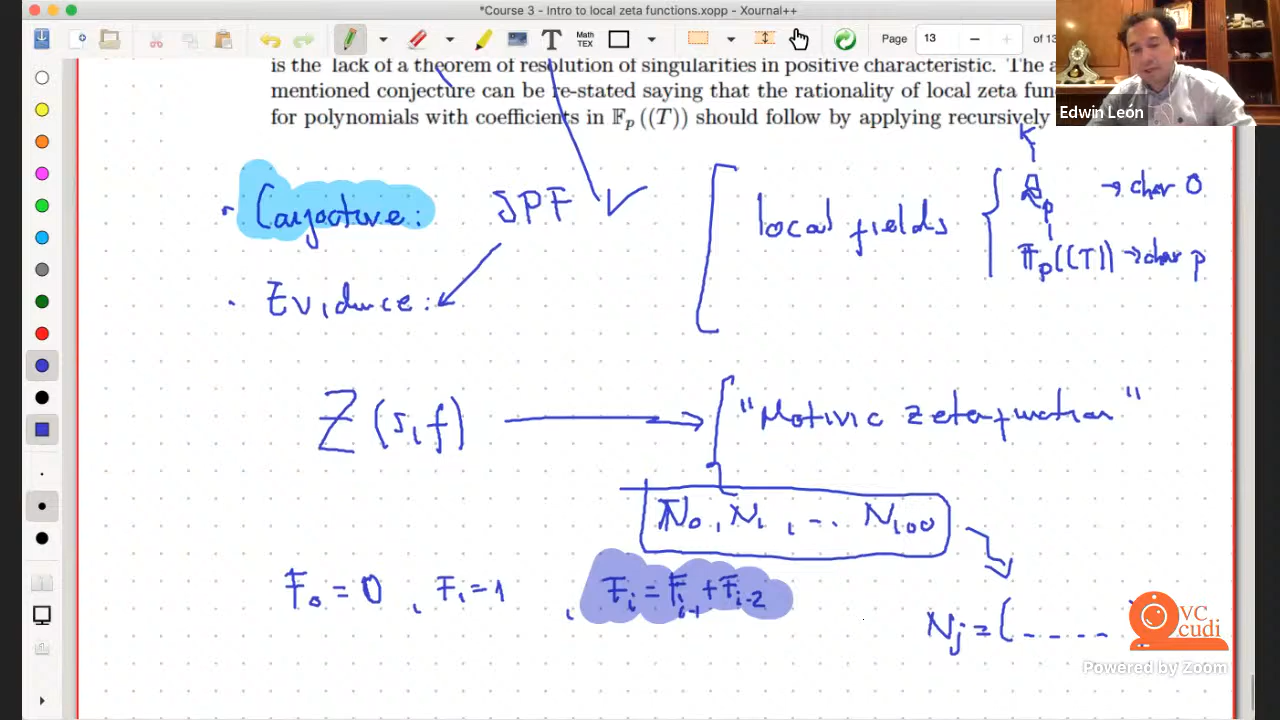 *Course 3 - Intro to local zeta functions.xopp - Xournal++
Math TEX
Page 13 of 13
is the lack of a theorem of resolution of singularities in positive characteristic. The a
mentioned conjecture can be re-stated saying that the rationality of local zeta fun
for polynomials with coefficients in 𝔽p ((T)) should follow by applying recursively
Edwin León
K
· Conjecture: SPF
local fields
p → char 0
𝔽p((T)) → char p
· Evidence:
Z(s,f) → "Motivic zeta function"
N0, N1, ... N100
F0 = 0, F1 = 1, Fi = Fi-1 + Fi-2
Nj = (- - - - -
VC cudi
Powered by Zoom